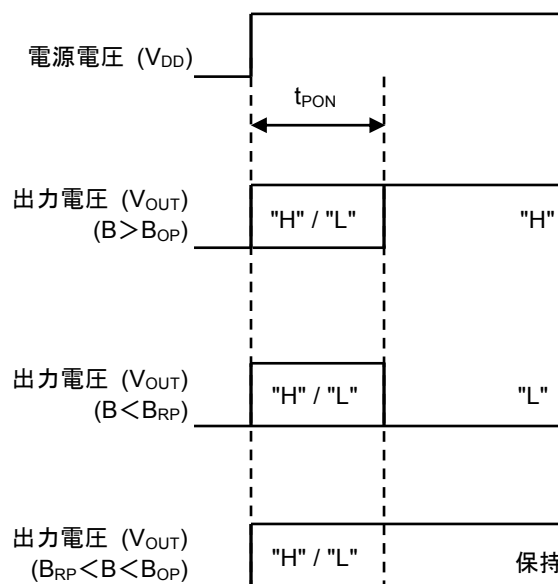 電源電圧 (VDD)
tPON
出力電圧 (VOUT)
(B＞BOP)
"H" / "L"
"H"
出力電圧 (VOUT)
(B＜BRP)
"H" / "L"
"L"
出力電圧 (VOUT)
(BRP＜B＜BOP)
"H" / "L"
保持